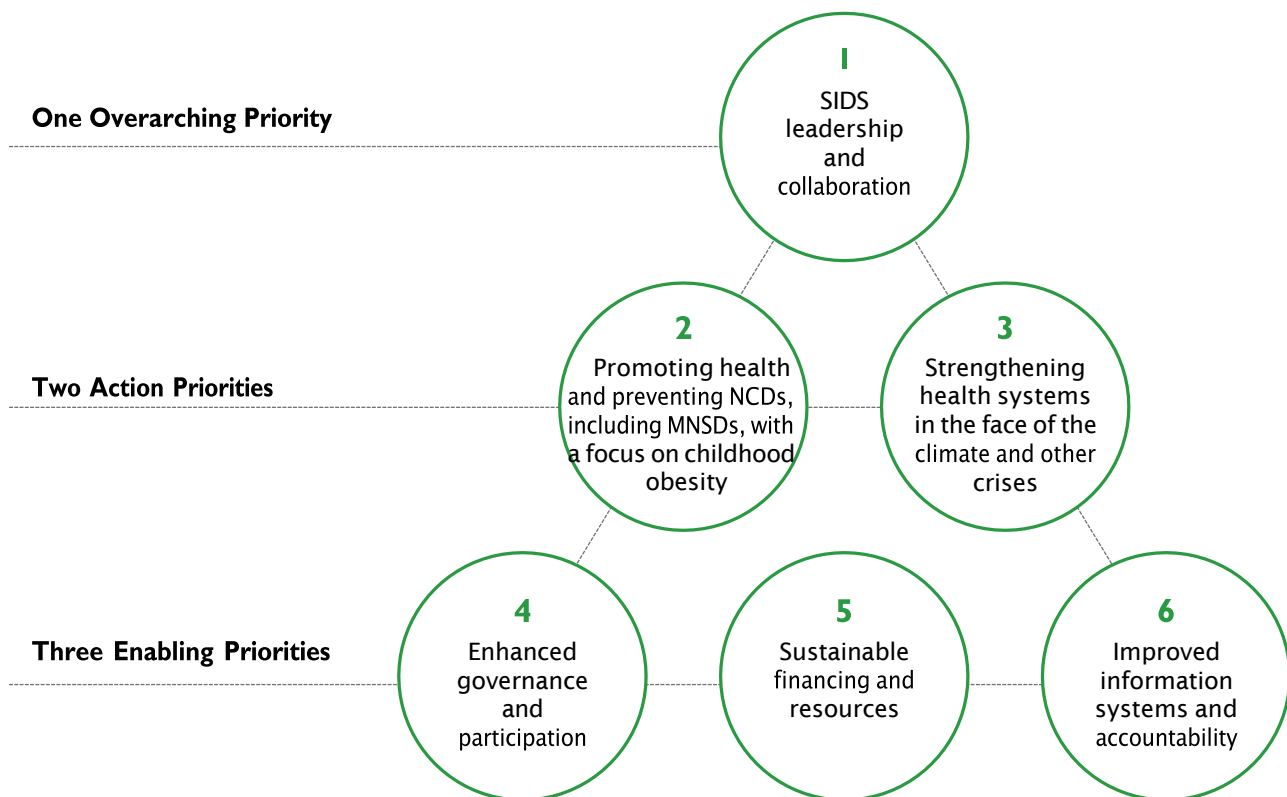 One Overarching Priority
1
SIDS
leadership
and
collaboration
Two Action Priorities
2
Promoting health
and preventing NCDs,
including MNSDs, with
a focus on childhood
obesity
3
Strengthening
health systems
in the face of the
climate and other
crises
Three Enabling Priorities
4
Enhanced
governance
and
participation
5
Sustainable
financing and
resources
6
Improved
information
systems and
accountability